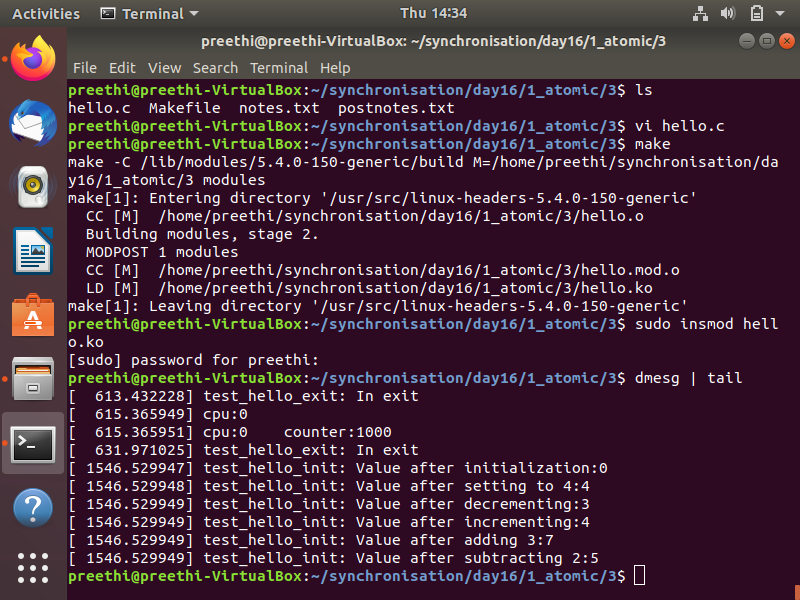 Activities Terminal Thu 14:34
preethi@preethi-VirtualBox: ~/synchronisation/day16/1_atomic/3
File Edit View Search Terminal Help
preethi@preethi-VirtualBox:~/synchronisation/day16/1_atomic/3$ ls
hello.c  Makefile  notes.txt  postnotes.txt
preethi@preethi-VirtualBox:~/synchronisation/day16/1_atomic/3$ vi hello.c
preethi@preethi-VirtualBox:~/synchronisation/day16/1_atomic/3$ make
make -C /lib/modules/5.4.0-150-generic/build M=/home/preethi/synchronisation/da
y16/1_atomic/3 modules
make[1]: Entering directory '/usr/src/linux-headers-5.4.0-150-generic'
  CC [M]  /home/preethi/synchronisation/day16/1_atomic/3/hello.o
  Building modules, stage 2.
  MODPOST 1 modules
  CC [M]  /home/preethi/synchronisation/day16/1_atomic/3/hello.mod.o
  LD [M]  /home/preethi/synchronisation/day16/1_atomic/3/hello.ko
make[1]: Leaving directory '/usr/src/linux-headers-5.4.0-150-generic'
preethi@preethi-VirtualBox:~/synchronisation/day16/1_atomic/3$ sudo insmod hell
o.ko
[sudo] password for preethi:
preethi@preethi-VirtualBox:~/synchronisation/day16/1_atomic/3$ dmesg | tail
[  613.432228] test_hello_exit: In exit
[  615.365949] cpu:0
[  615.365951] cpu:0    counter:1000
[  631.971025] test_hello_exit: In exit
[ 1546.529947] test_hello_init: Value after initialization:0
[ 1546.529948] test_hello_init: Value after setting to 4:4
[ 1546.529949] test_hello_init: Value after decrementing:3
[ 1546.529949] test_hello_init: Value after incrementing:4
[ 1546.529949] test_hello_init: Value after adding 3:7
[ 1546.529949] test_hello_init: Value after subtracting 2:5
preethi@preethi-VirtualBox:~/synchronisation/day16/1_atomic/3$